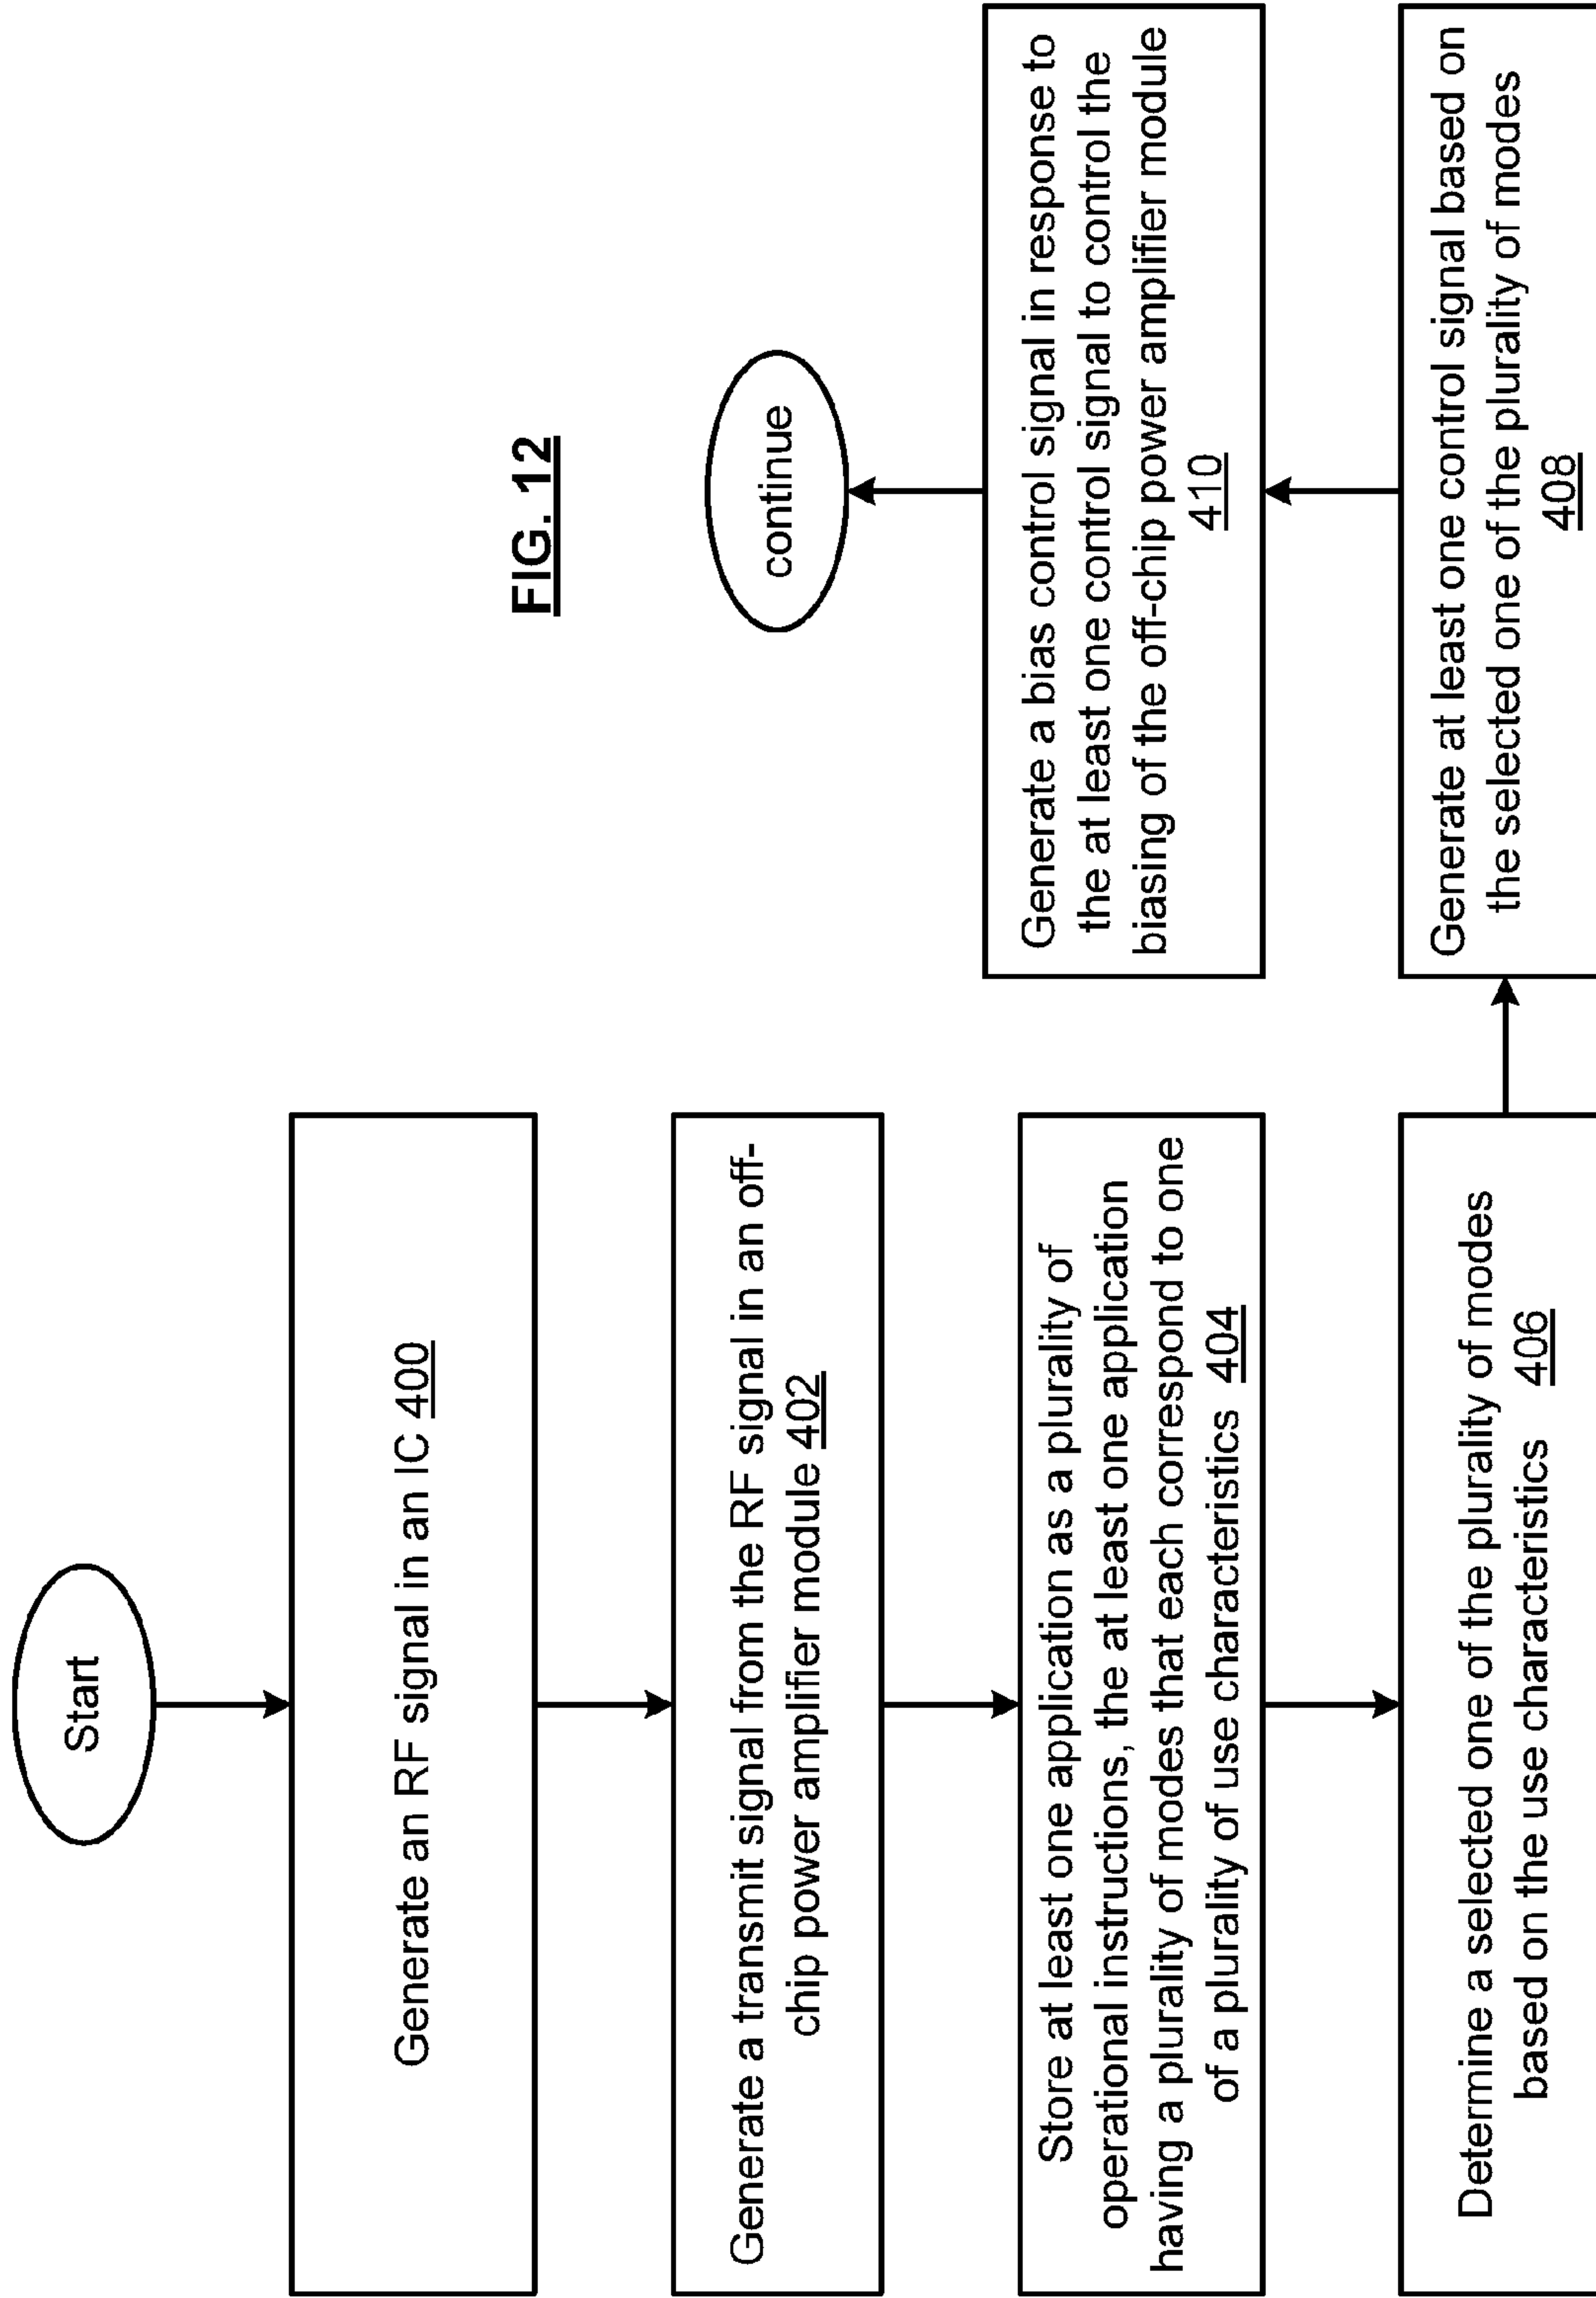 Start
Generate an RF signal in an IC 400
Generate a transmit signal from the RF signal in an off-
chip power amplifier module 402
Store at least one application as a plurality of
operational instructions, the at least one application
having a plurality of modes that each correspond to one
of a plurality of use characteristics 404
Determine a selected one of the plurality of modes
based on the use characteristics 406
Generate at least one control signal based on
the selected one of the plurality of modes
408
Generate a bias control signal in response to
the at least one control signal to control the
biasing of the off-chip power amplifier module
410
continue
FIG. 12